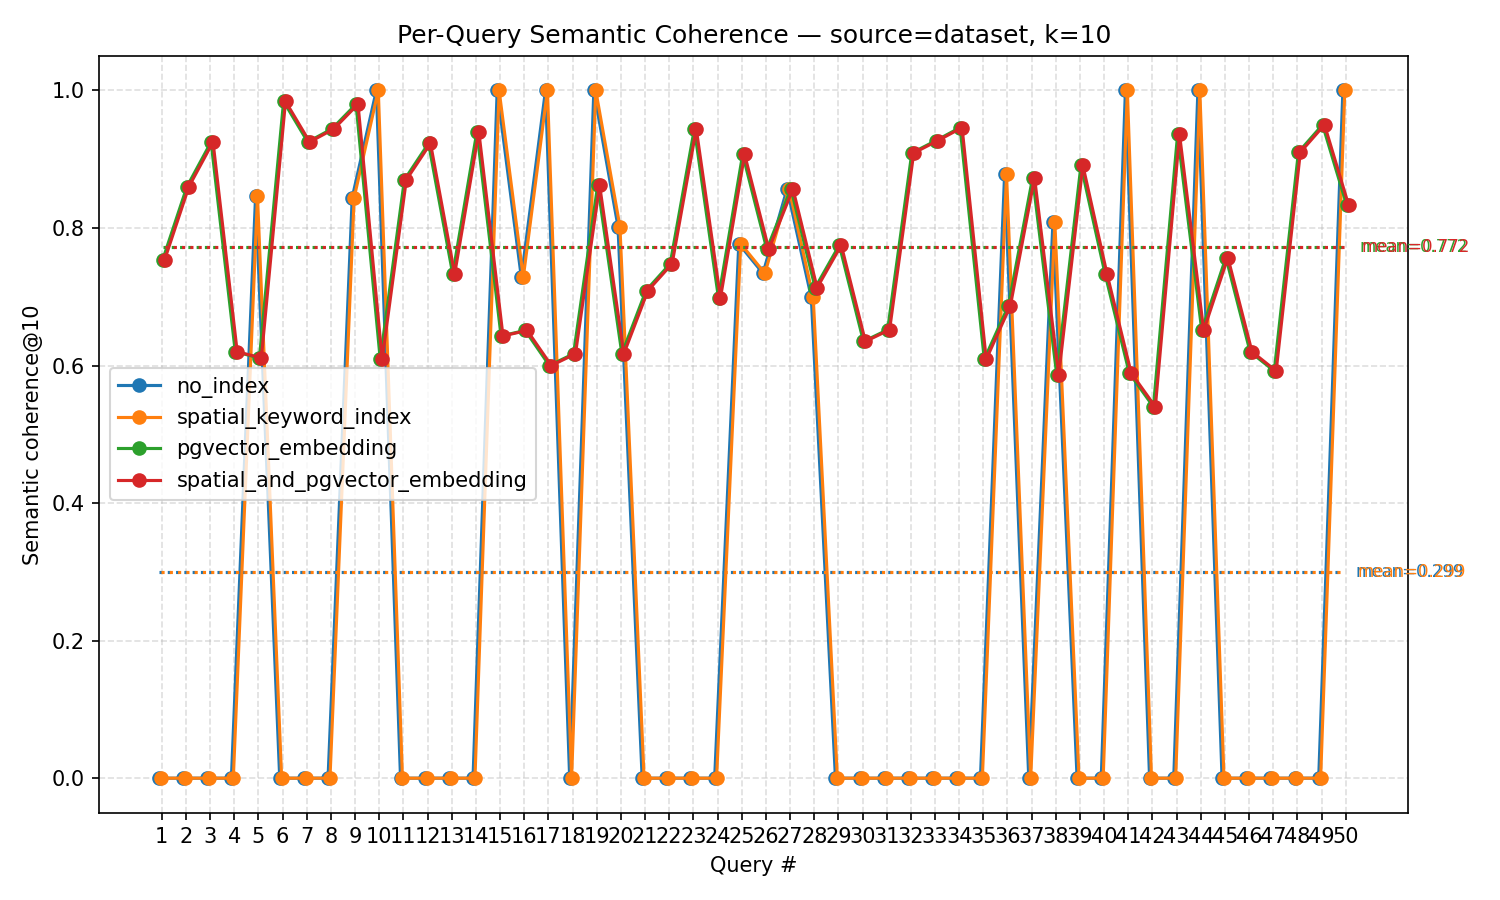 Per-Query Semantic Coherence — source=dataset, k=10
Semantic coherence@10
1.0
0.8
0.6
0.4
0.2
0.0
mean=0.772
mean=0.299
no_index
spatial_keyword_index
pgvector_embedding
spatial_and_pgvector_embedding
1 2 3 4 5 6 7 8 9 10 11 12 13 14 15 16 17 18 19 20 21 22 23 24 25 26 27 28 29 30 31 32 33 34 35 36 37 38 39 40 41 42 43 44 45 46 47 48 49 50
Query #